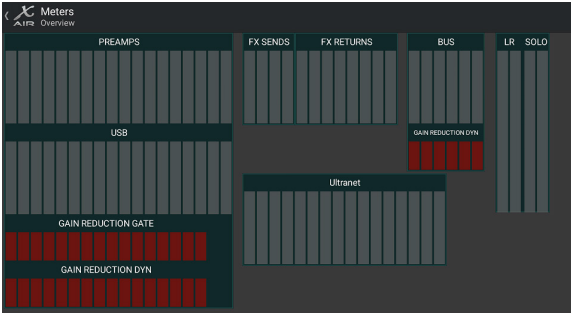 X AIR
Meters
Overview
PREAMPS
FX SENDS
FX RETURNS
BUS
LR
SOLO
USB
GAIN REDUCTION DYN
Ultranet
GAIN REDUCTION GATE
GAIN REDUCTION DYN